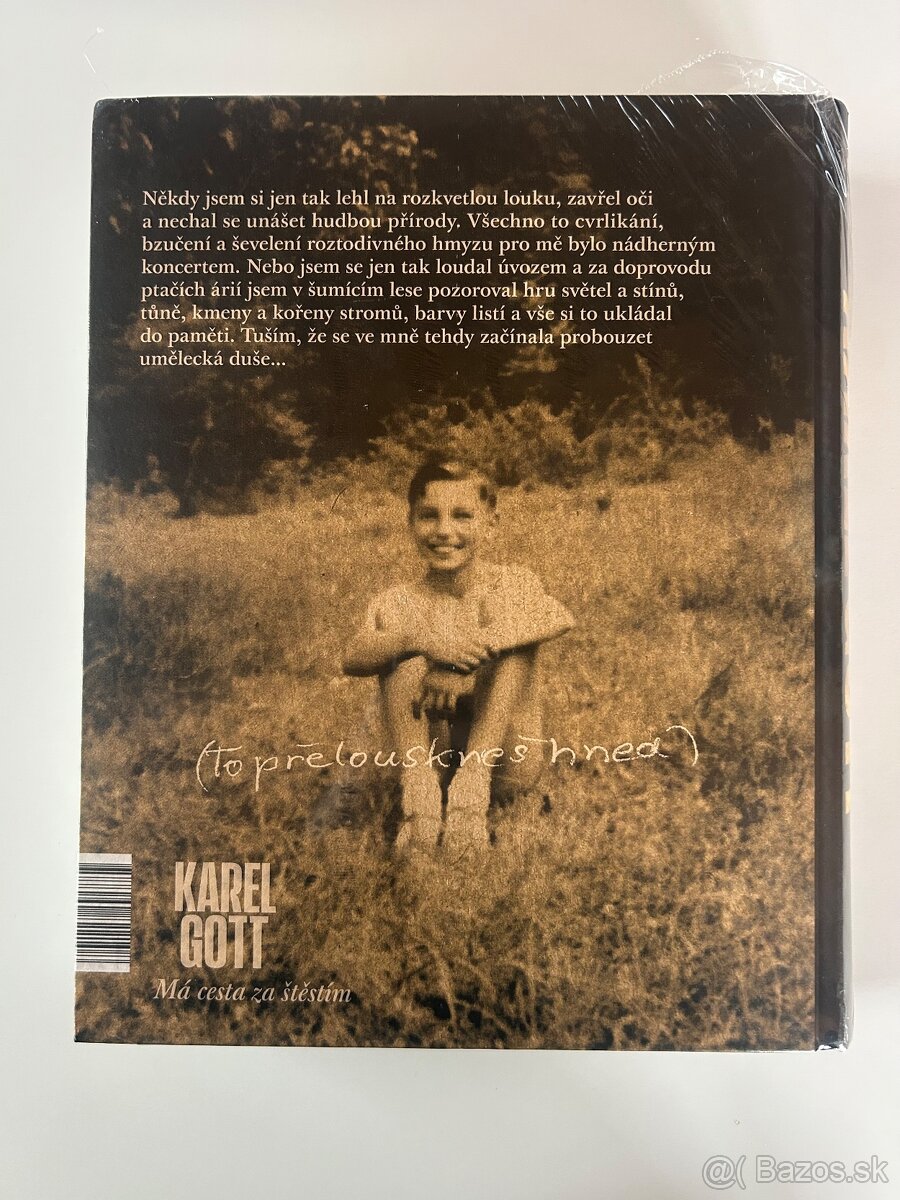 Někdy jsem si jen tak lehl na rozkvetlou louku, zavřel oči
a nechal se unášet hudbou přírody. Všechno to cvrlikání,
bzučení a ševelení roztodivného hmyzu pro mě bylo nádherným
koncertem. Nebo jsem se jen tak loudal úvozem a za doprovodu
ptačích árií jsem v šumícím lese pozoroval hru světel a stínů,
tůně, kmeny a kořeny stromů, barvy listí a vše si to ukládal
do paměti. Tuším, že se ve mně tehdy začínala probouzet
umělecká duše...
(to přelouskneš hned)
KAREL
GOTT
Má cesta za štěstím
@( Bazos.sk